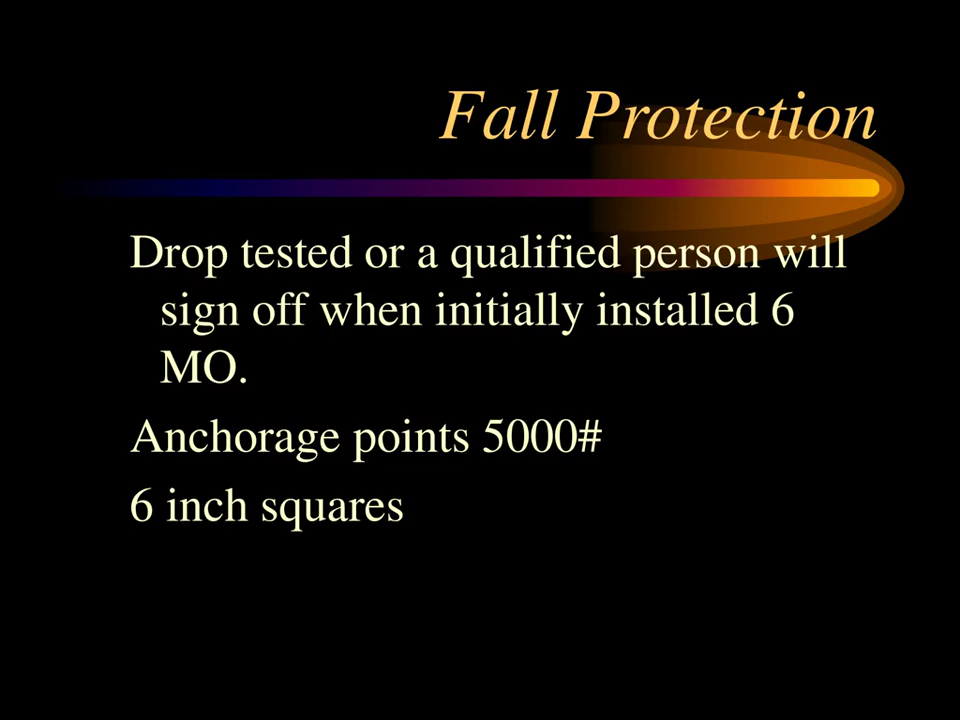 Fall Protection
Drop tested or a qualified person will
sign off when initially installed 6
MO.
Anchorage points 5000#
6 inch squares